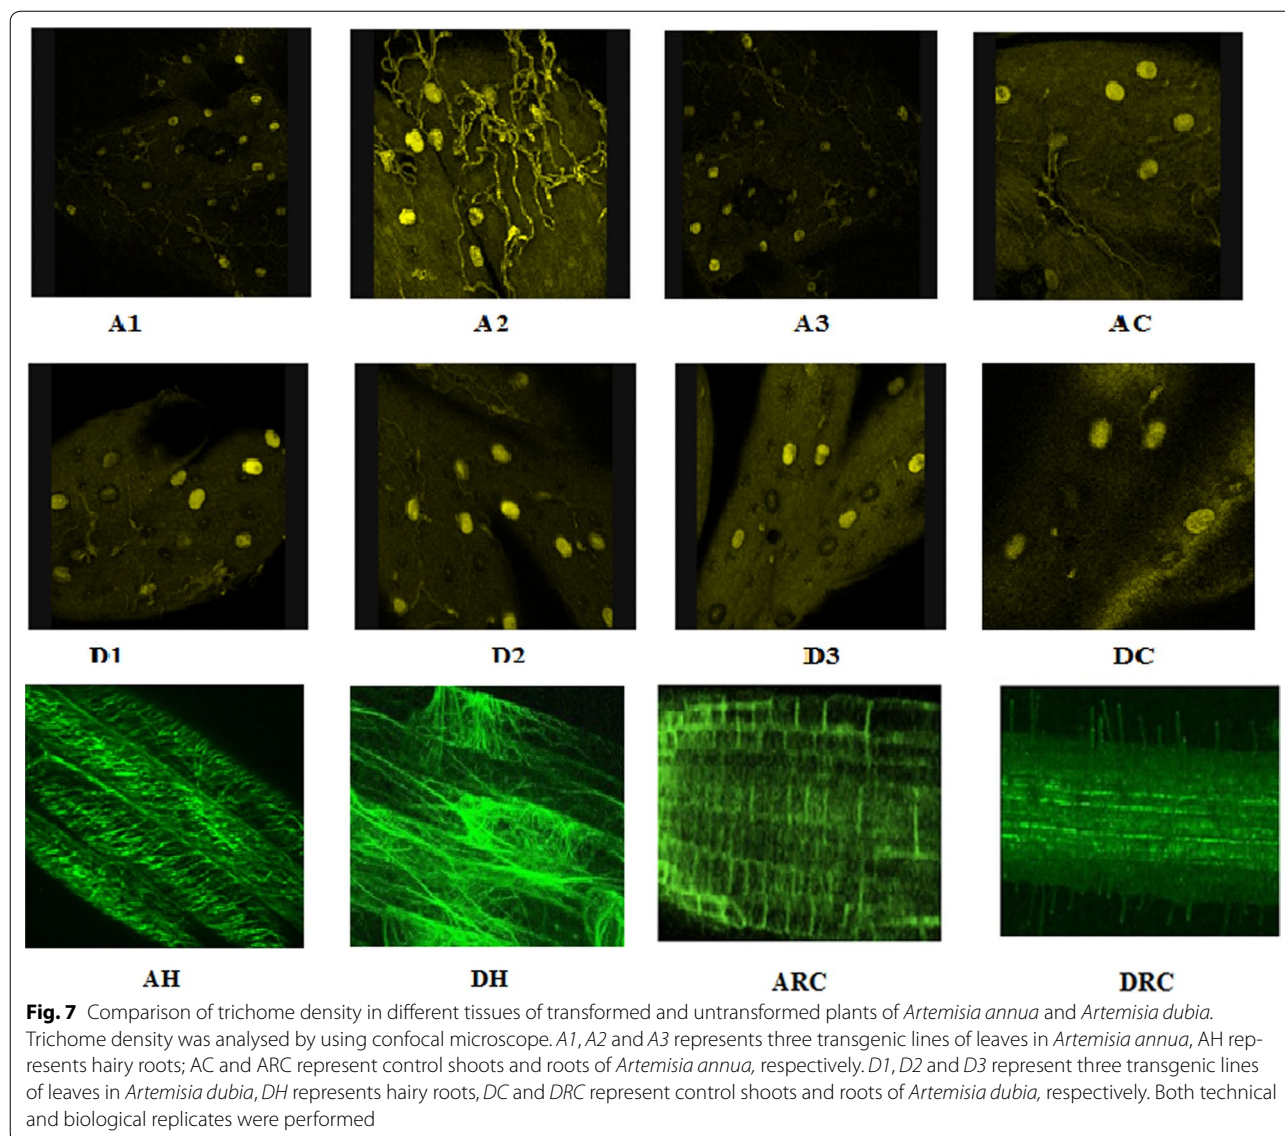 A1 A2 A3 AC
D1 D2 D3 DC
AH DH ARC DRC
Fig. 7 Comparison of trichome density in different tissues of transformed and untransformed plants of Artemisia annua and Artemisia dubia.
Trichome density was analysed by using confocal microscope. A1, A2 and A3 represents three transgenic lines of leaves in Artemisia annua, AH rep-
resents hairy roots; AC and ARC represent control shoots and roots of Artemisia annua, respectively. D1, D2 and D3 represent three transgenic lines
of leaves in Artemisia dubia, DH represents hairy roots, DC and DRC represent control shoots and roots of Artemisia dubia, respectively. Both technical
and biological replicates were performed